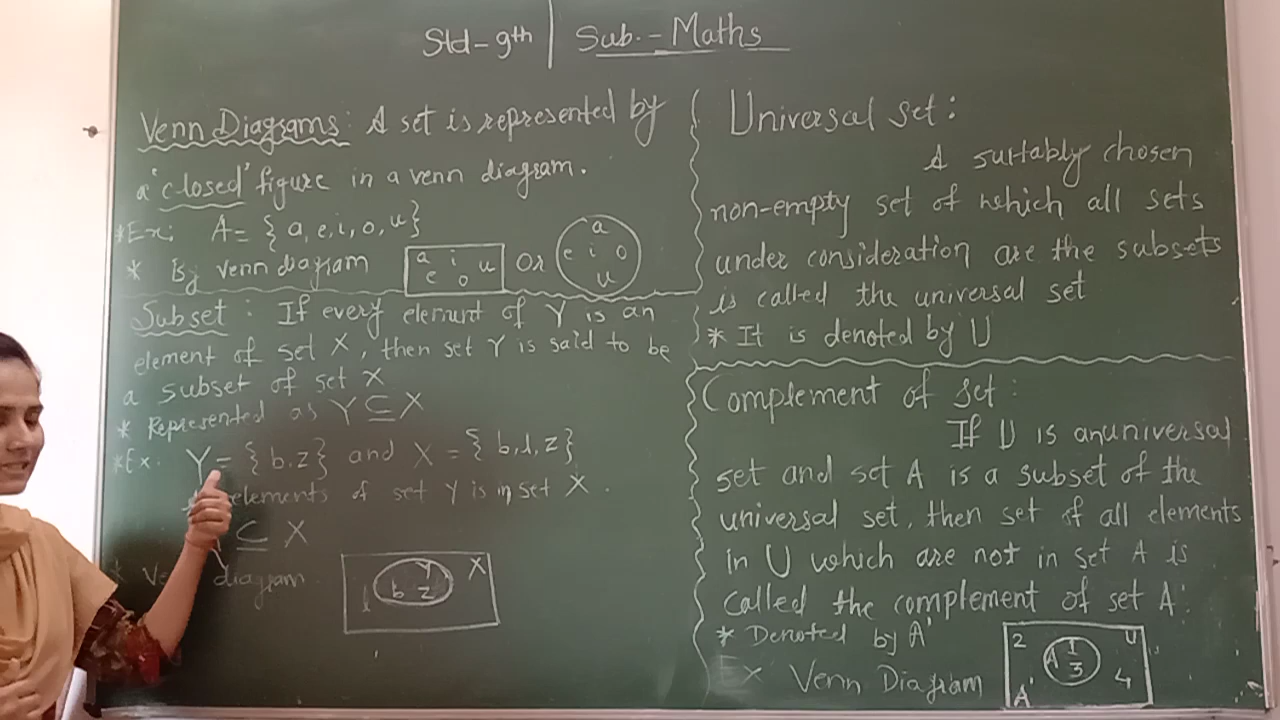 Std-9th | Sub.- Maths
Venn Diagrams: A set is represented by
a "closed" figure in a venn diagram.
*Ex: A= { a, e, i, o, u}
* By venn diagram a i u e o Or a e i o u
Subset: If every element of Y is an
element of set X, then set Y is said to be
a subset of set X
* Represented as Y ⊆ X
*Ex. Y= { b, z} and X = { b, l, z}
elements of set Y is in set X.
⊆ X
* diagram
Y X
l b z
Universal set:
A suitably chosen
non-empty set of which all sets
under consideration are the subsets
is called the universal set
* It is denoted by U
Complement of set:
If U is an universal
set and set A is a subset of the
universal set, then set of all elements
in U which are not in set A is
called the complement of set A.
* Denoted by A'
Ex Venn Diagram
2 U
A 1 3
A' 4